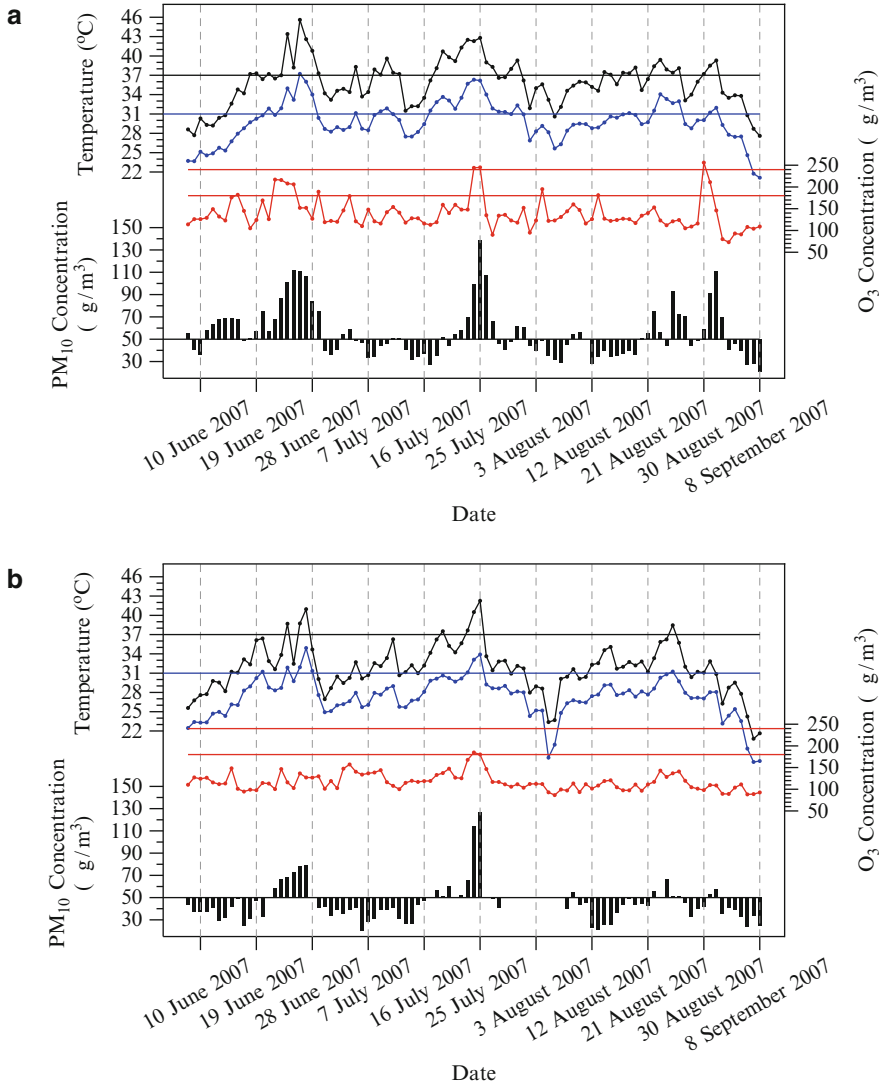 a
Temperature (°C)
46
43
40
37
34
31
28
25
22
PM10 Concentration
( g/m³)
150
130
110
90
70
50
30
250
200
150
100
50
O3 Concentration ( g/m³)
10 June 2007
19 June 2007
28 June 2007
7 July 2007
16 July 2007
25 July 2007
3 August 2007
12 August 2007
21 August 2007
30 August 2007
8 September 2007
Date
b
Temperature (°C)
46
43
40
37
34
31
28
25
22
PM10 Concentration
( g/m³)
150
130
110
90
70
50
30
250
200
150
100
50
O3 Concentration ( g/m³)
10 June 2007
19 June 2007
28 June 2007
7 July 2007
16 July 2007
25 July 2007
3 August 2007
12 August 2007
21 August 2007
30 August 2007
8 September 2007
Date